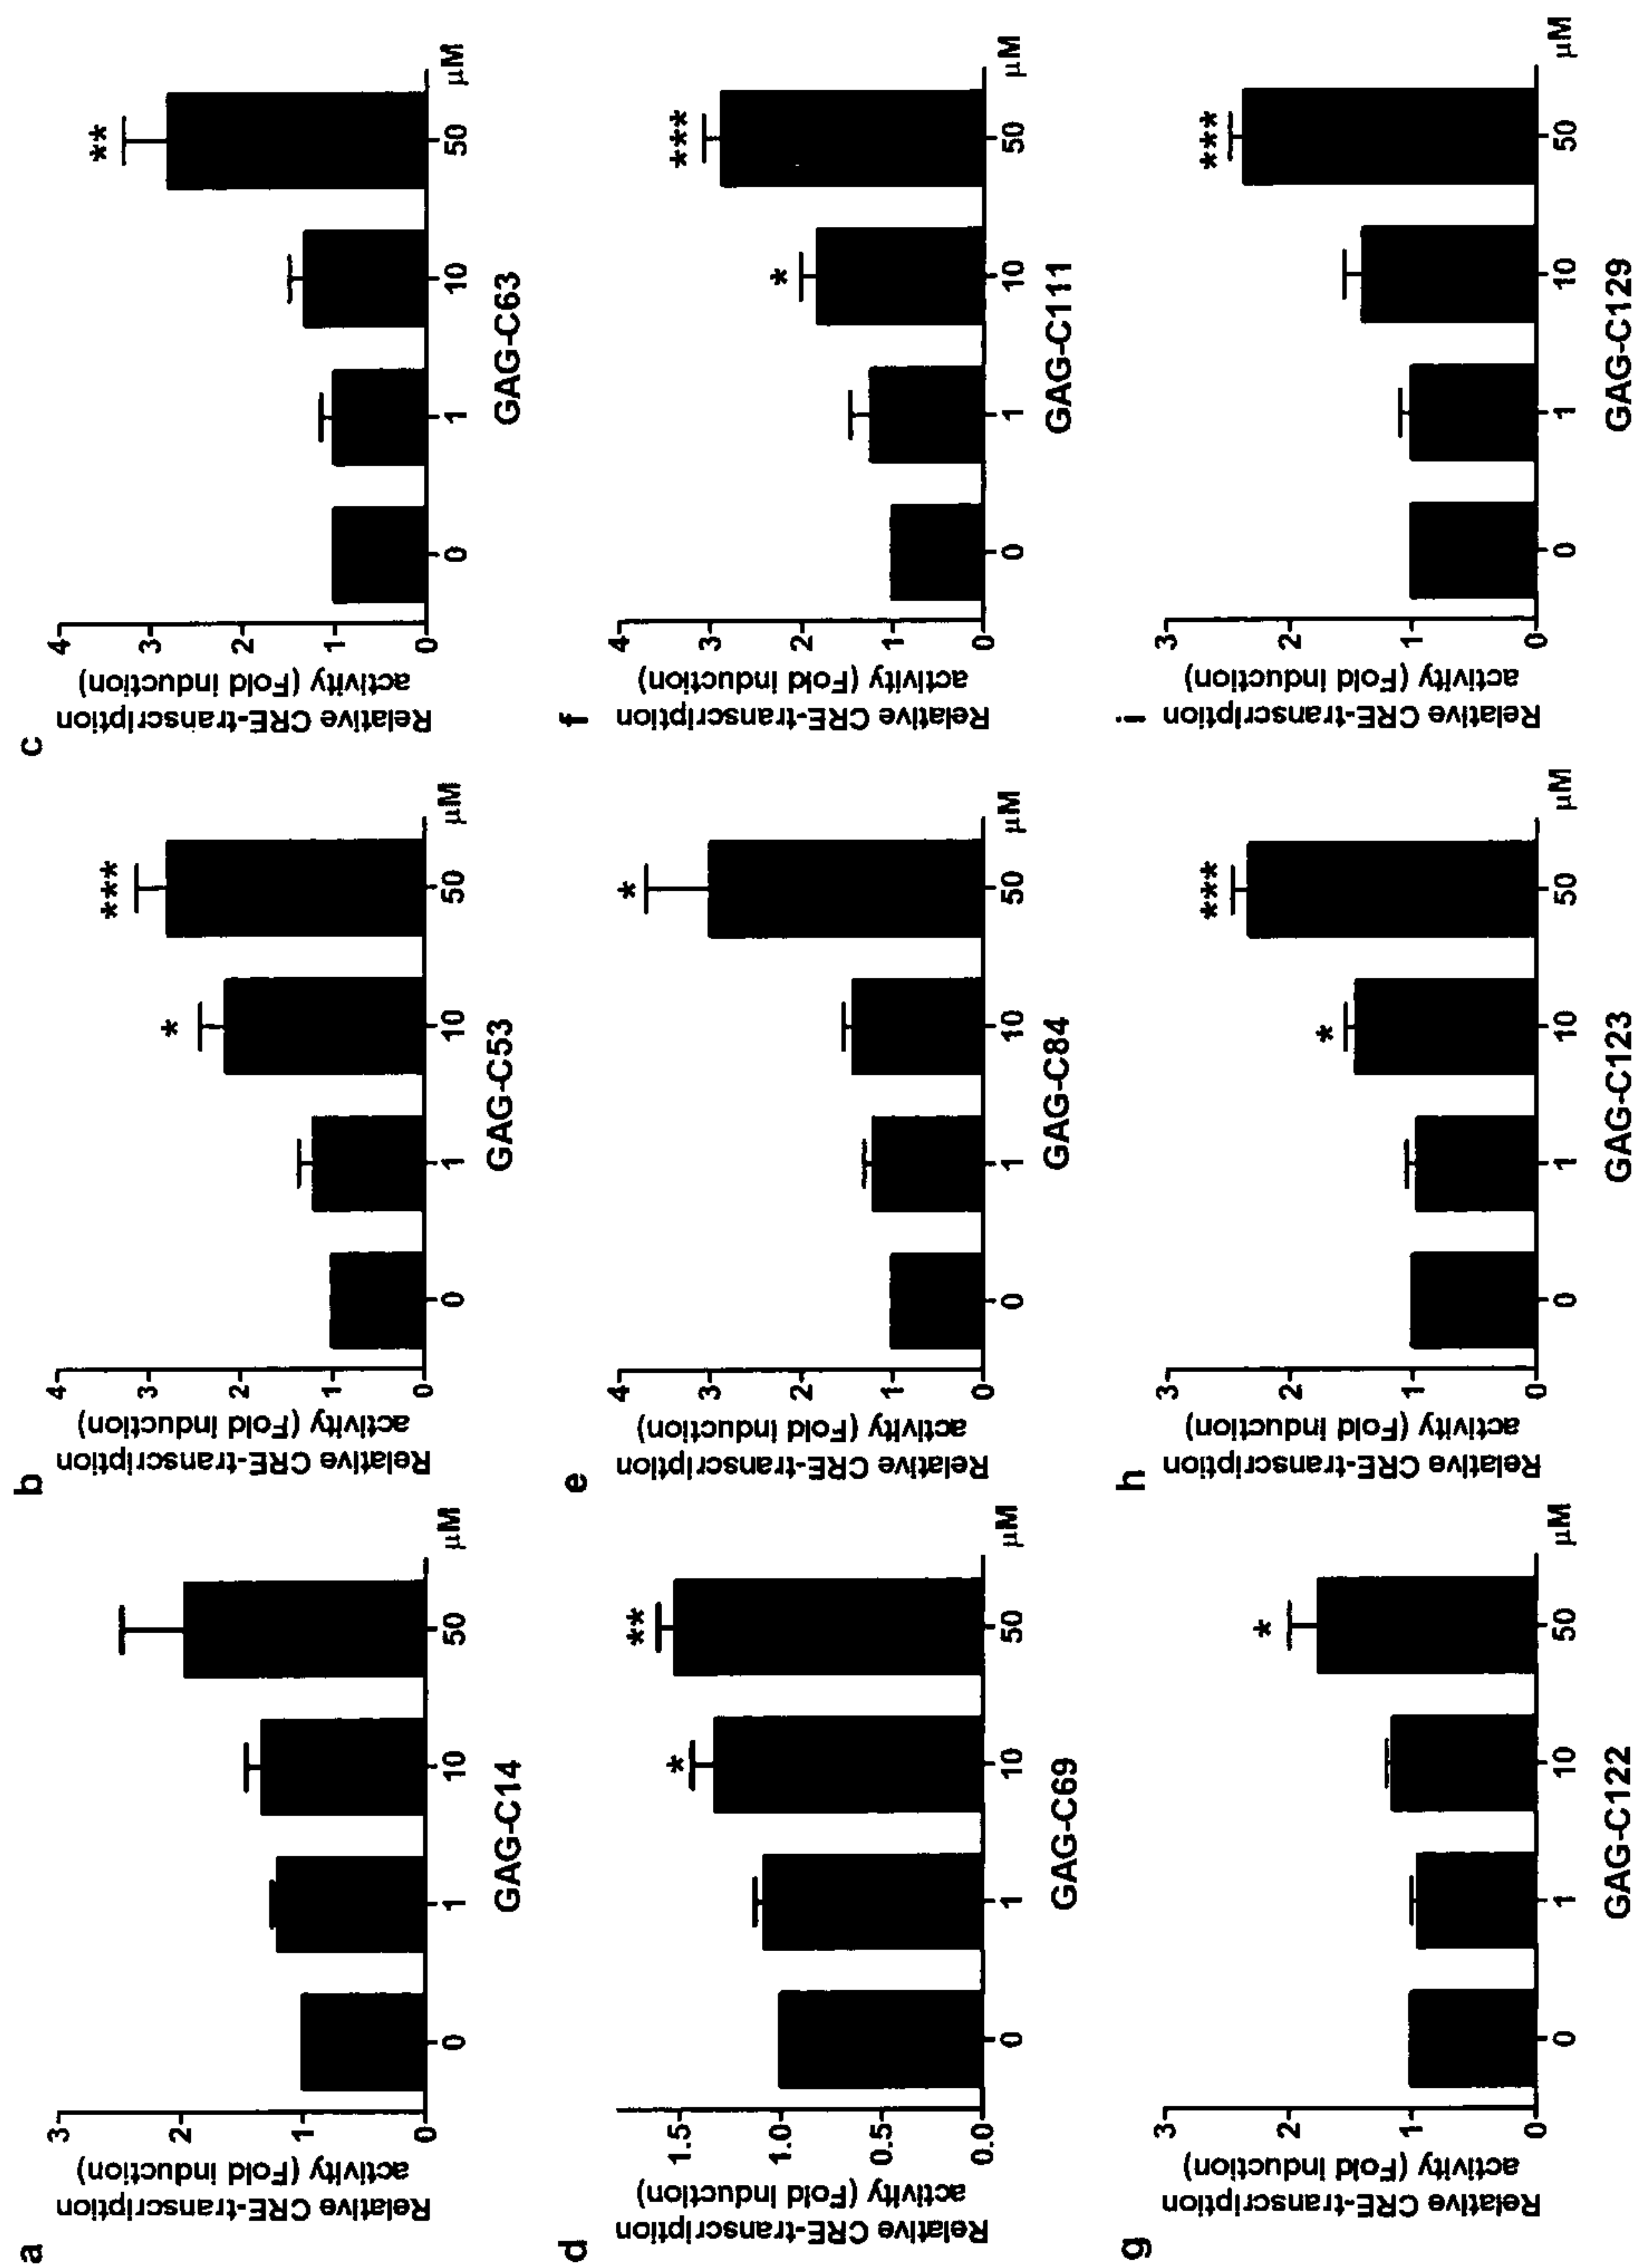 a
Relative CRE-transcription
activity (Fold induction)
3
2
1
0
0
1
10
50
μM
GAG-C14
b
Relative CRE-transcription
activity (Fold induction)
4
3
2
1
0
*
***
0
1
10
50
μM
GAG-C53
c
Relative CRE-transcription
activity (Fold induction)
4
3
2
1
0
**
0
1
10
50
μM
GAG-C63
d
Relative CRE-transcription
activity (Fold induction)
1.5
1.0
0.5
0.0
*
**
0
1
10
50
μM
GAG-C69
e
Relative CRE-transcription
activity (Fold induction)
4
3
2
1
0
*
0
1
10
50
μM
GAG-C84
f
Relative CRE-transcription
activity (Fold induction)
4
3
2
1
0
*
***
0
1
10
50
μM
GAG-C111
g
Relative CRE-transcription
activity (Fold induction)
3
2
1
0
*
0
1
10
50
μM
GAG-C122
h
Relative CRE-transcription
activity (Fold induction)
3
2
1
0
*
***
0
1
10
50
μM
GAG-C123
i
Relative CRE-transcription
activity (Fold induction)
3
2
1
0
***
0
1
10
50
μM
GAG-C129